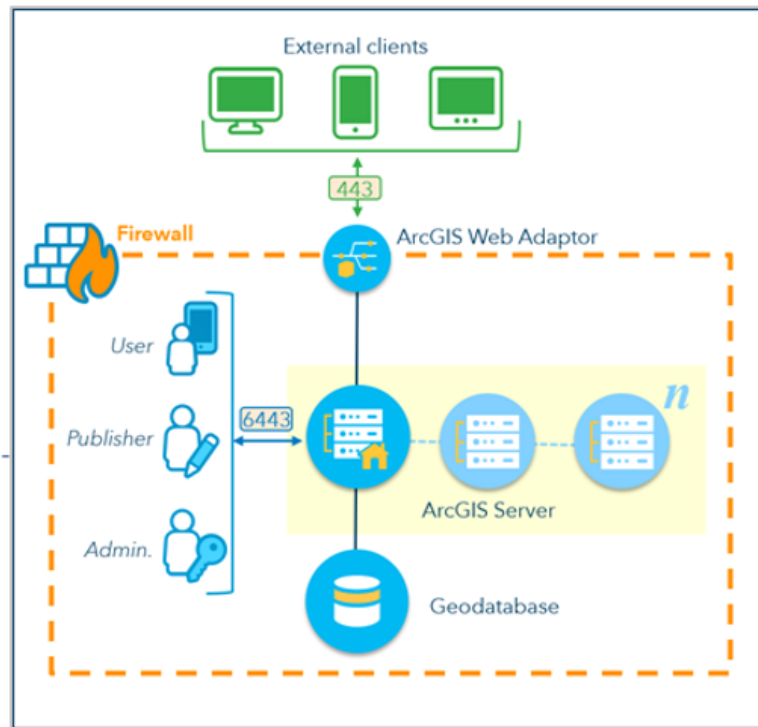 External clients
443
Firewall
ArcGIS Web Adaptor
User
6443
n
Publisher
ArcGIS Server
Admin.
Geodatabase